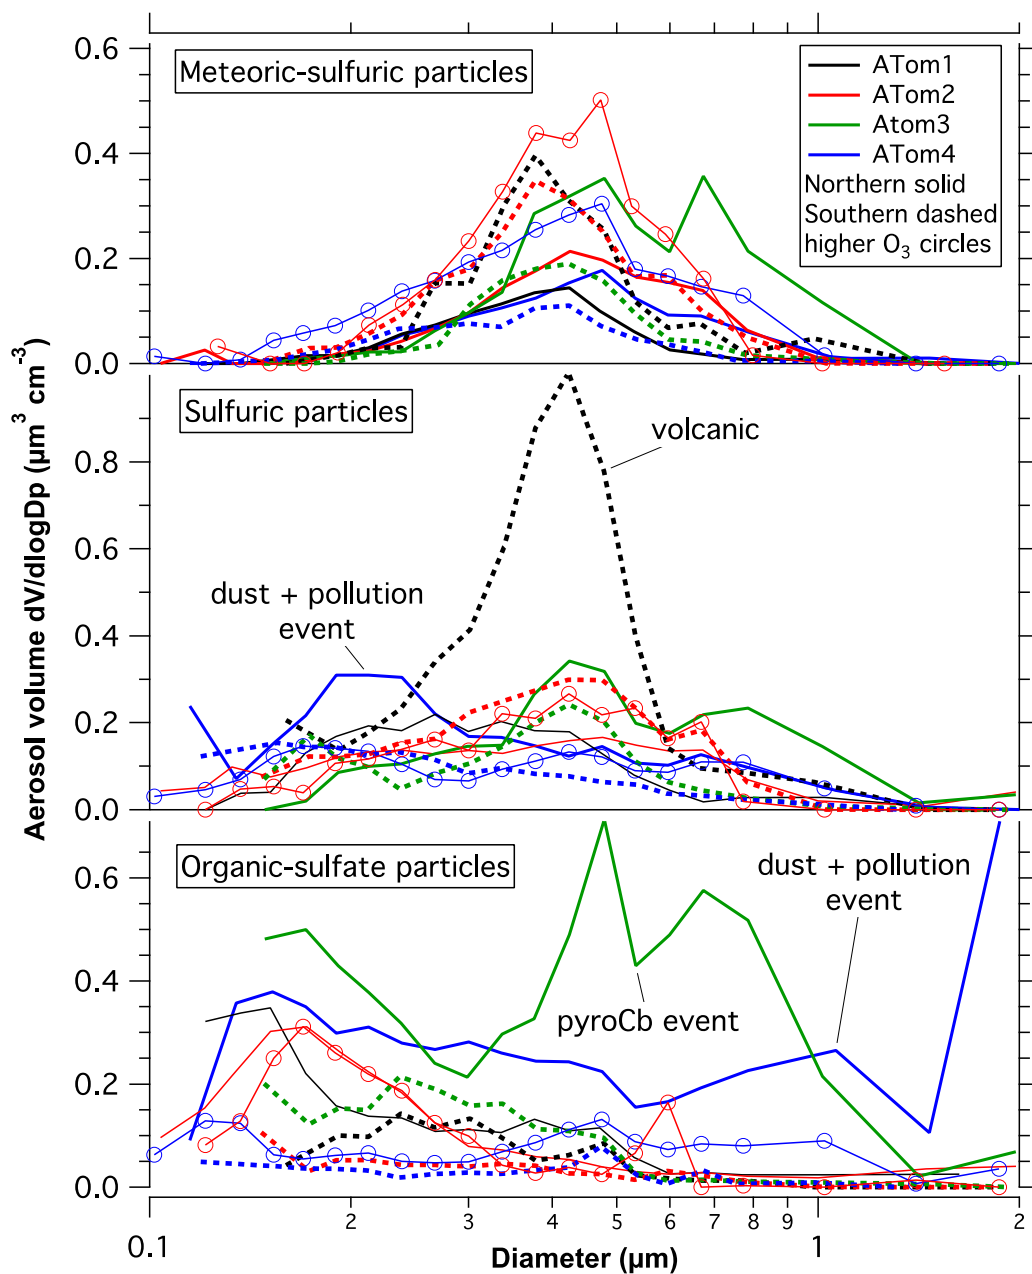 0.6
0.4
0.2
0.0
Meteoric-sulfuric particles
ATom1
ATom2
Atom3
ATom4
Northern solid
Southern dashed
higher O₃ circles
0.8
0.6
0.4
0.2
0.0
Sulfuric particles
volcanic
dust + pollution
event
Aerosol volume dV/dlogDp (µm³ cm⁻³)
0.6
0.4
0.2
0.0
Organic-sulfate particles
dust + pollution
event
pyroCb event
0.1
2
3
4
5
6
7
8
9
1
2
Diameter (µm)